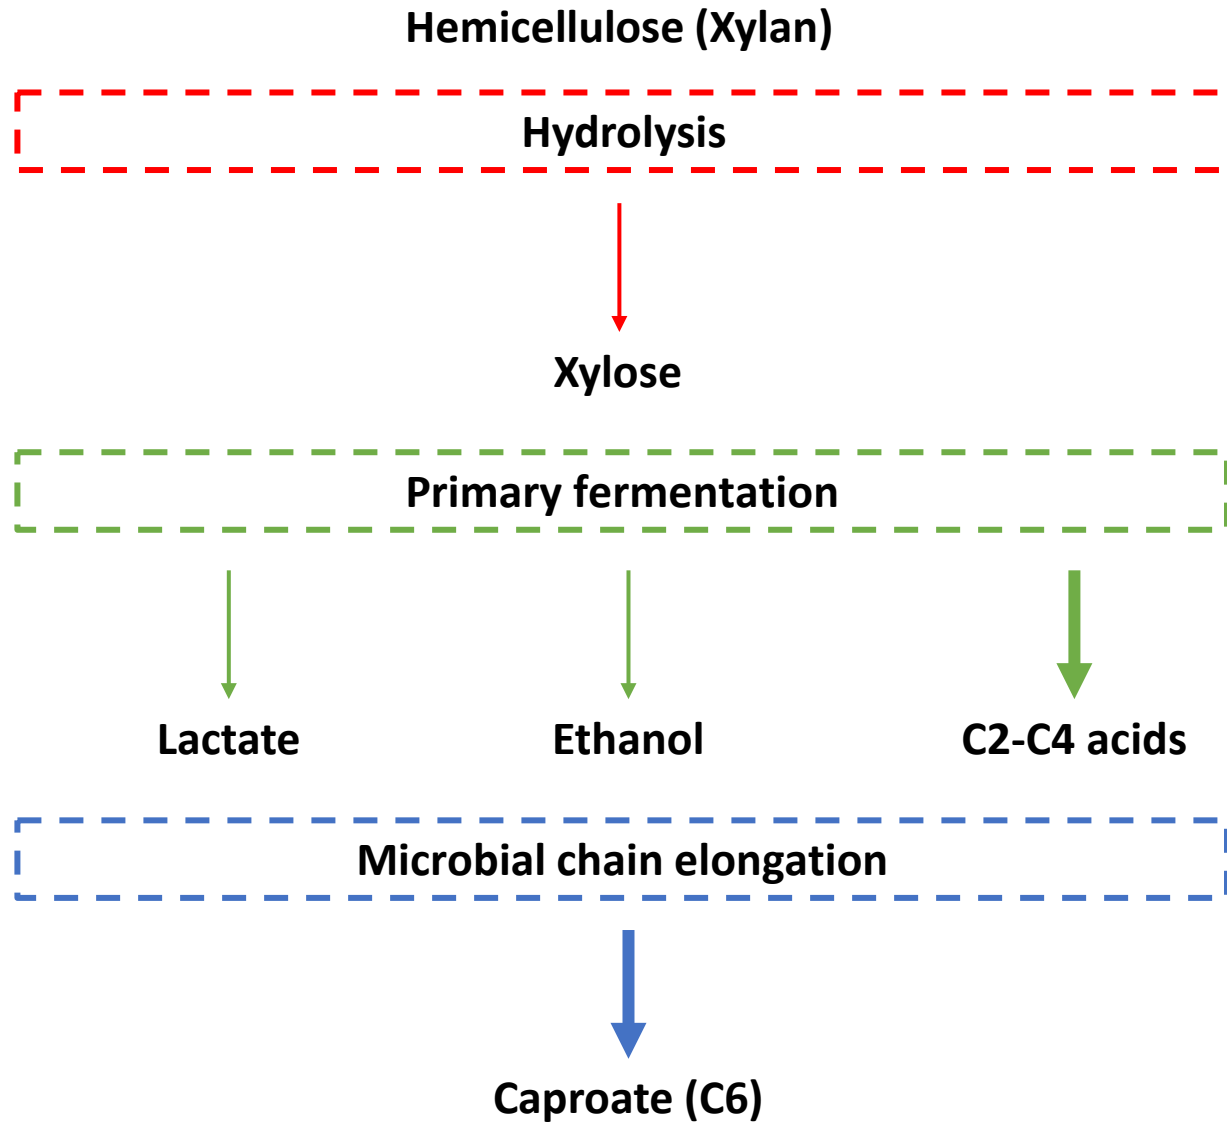 Hemicellulose (Xylan)
Hydrolysis
Xylose
Primary fermentation
Lactate
Ethanol
C2-C4 acids
Microbial chain elongation
Caproate (C6)